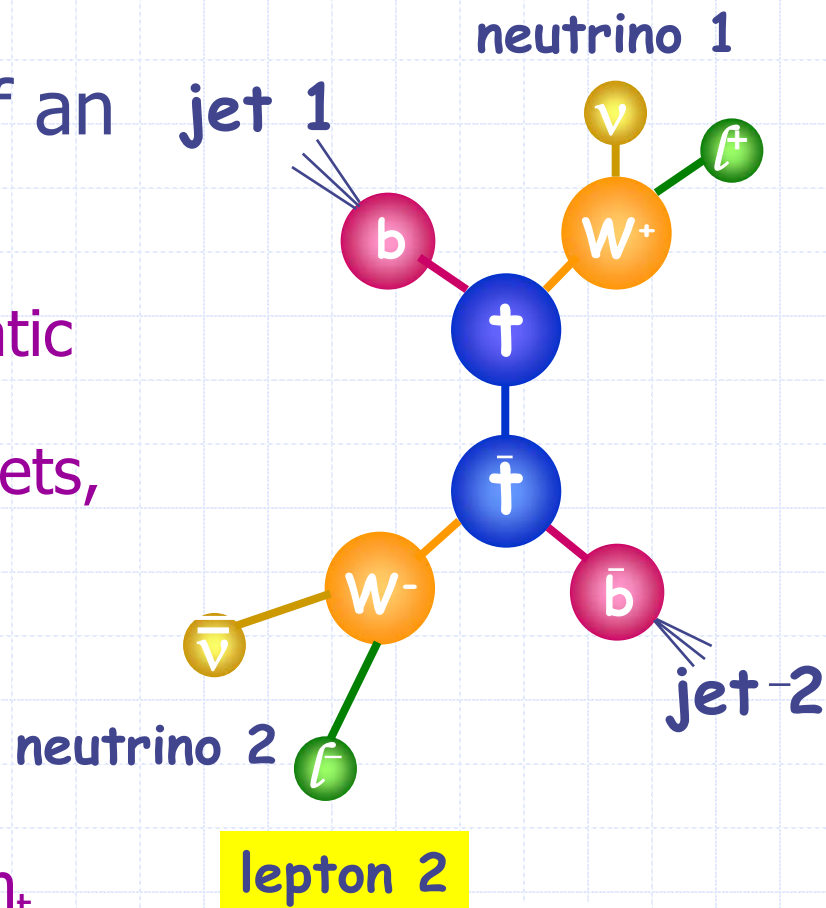 neutrino 1
f an
jet 1
ν
l+
b
W+
t
tic
t̄
ets,
W-
b̄
ν̄
jet 2
neutrino 2
l-
lepton 2